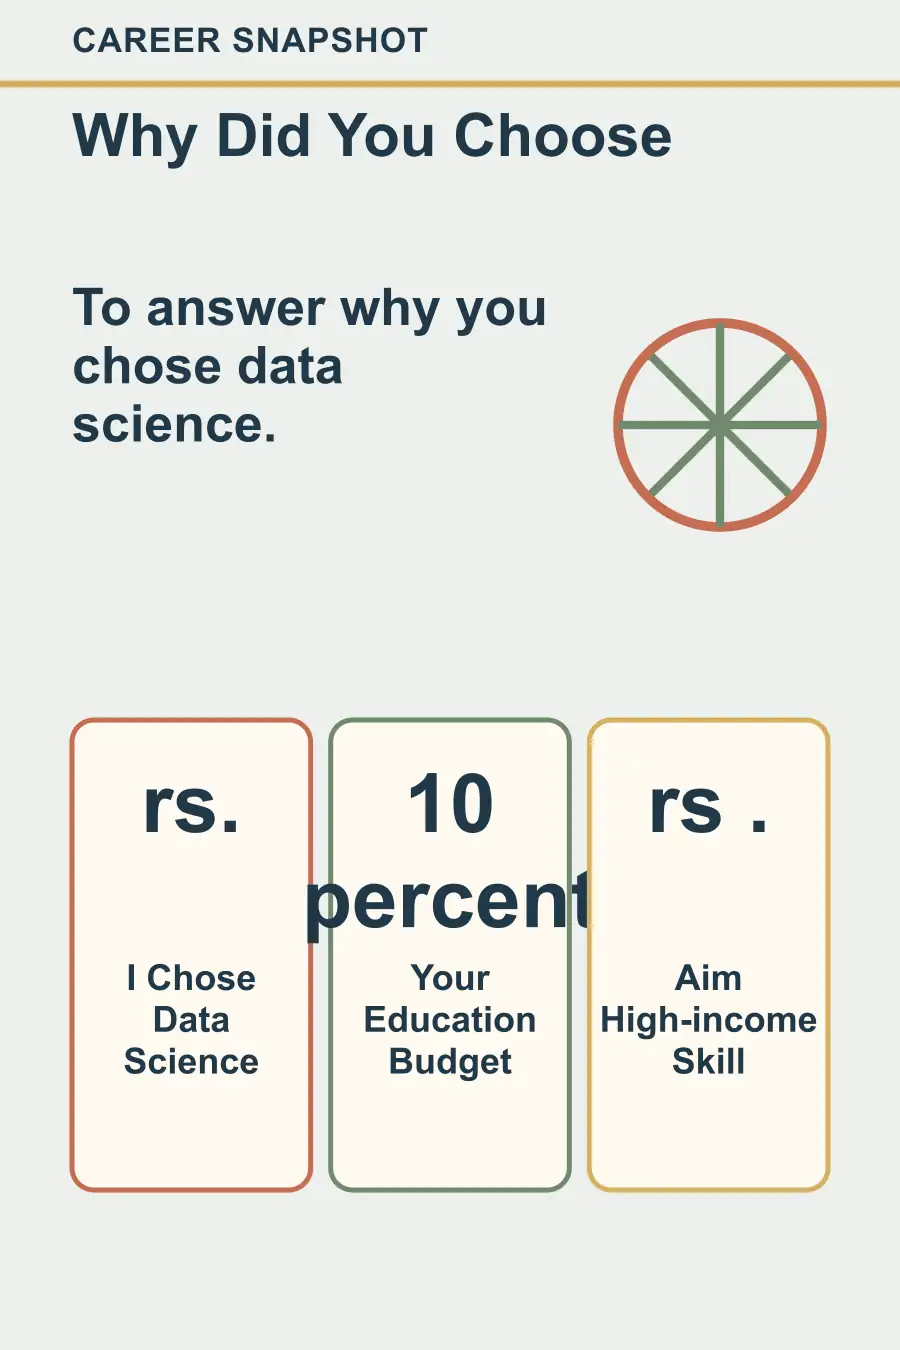 CAREER SNAPSHOT
Why Did You Choose
To answer why you
chose data
science.
rs.
I Chose
Data
Science
10
percent
Your
Education
Budget
rs .
Aim
High-income
Skill